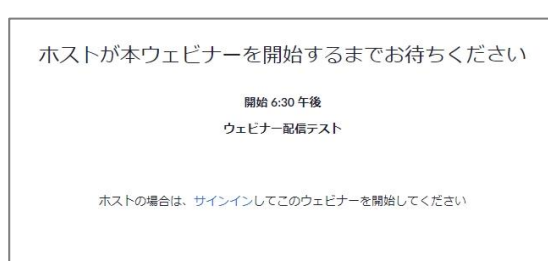 ホストが本ウェビナーを開始するまでお待ちください
開始 6:30 午後
ウェビナー配信テスト
ホストの場合は、サインインしてこのウェビナーを開始してください